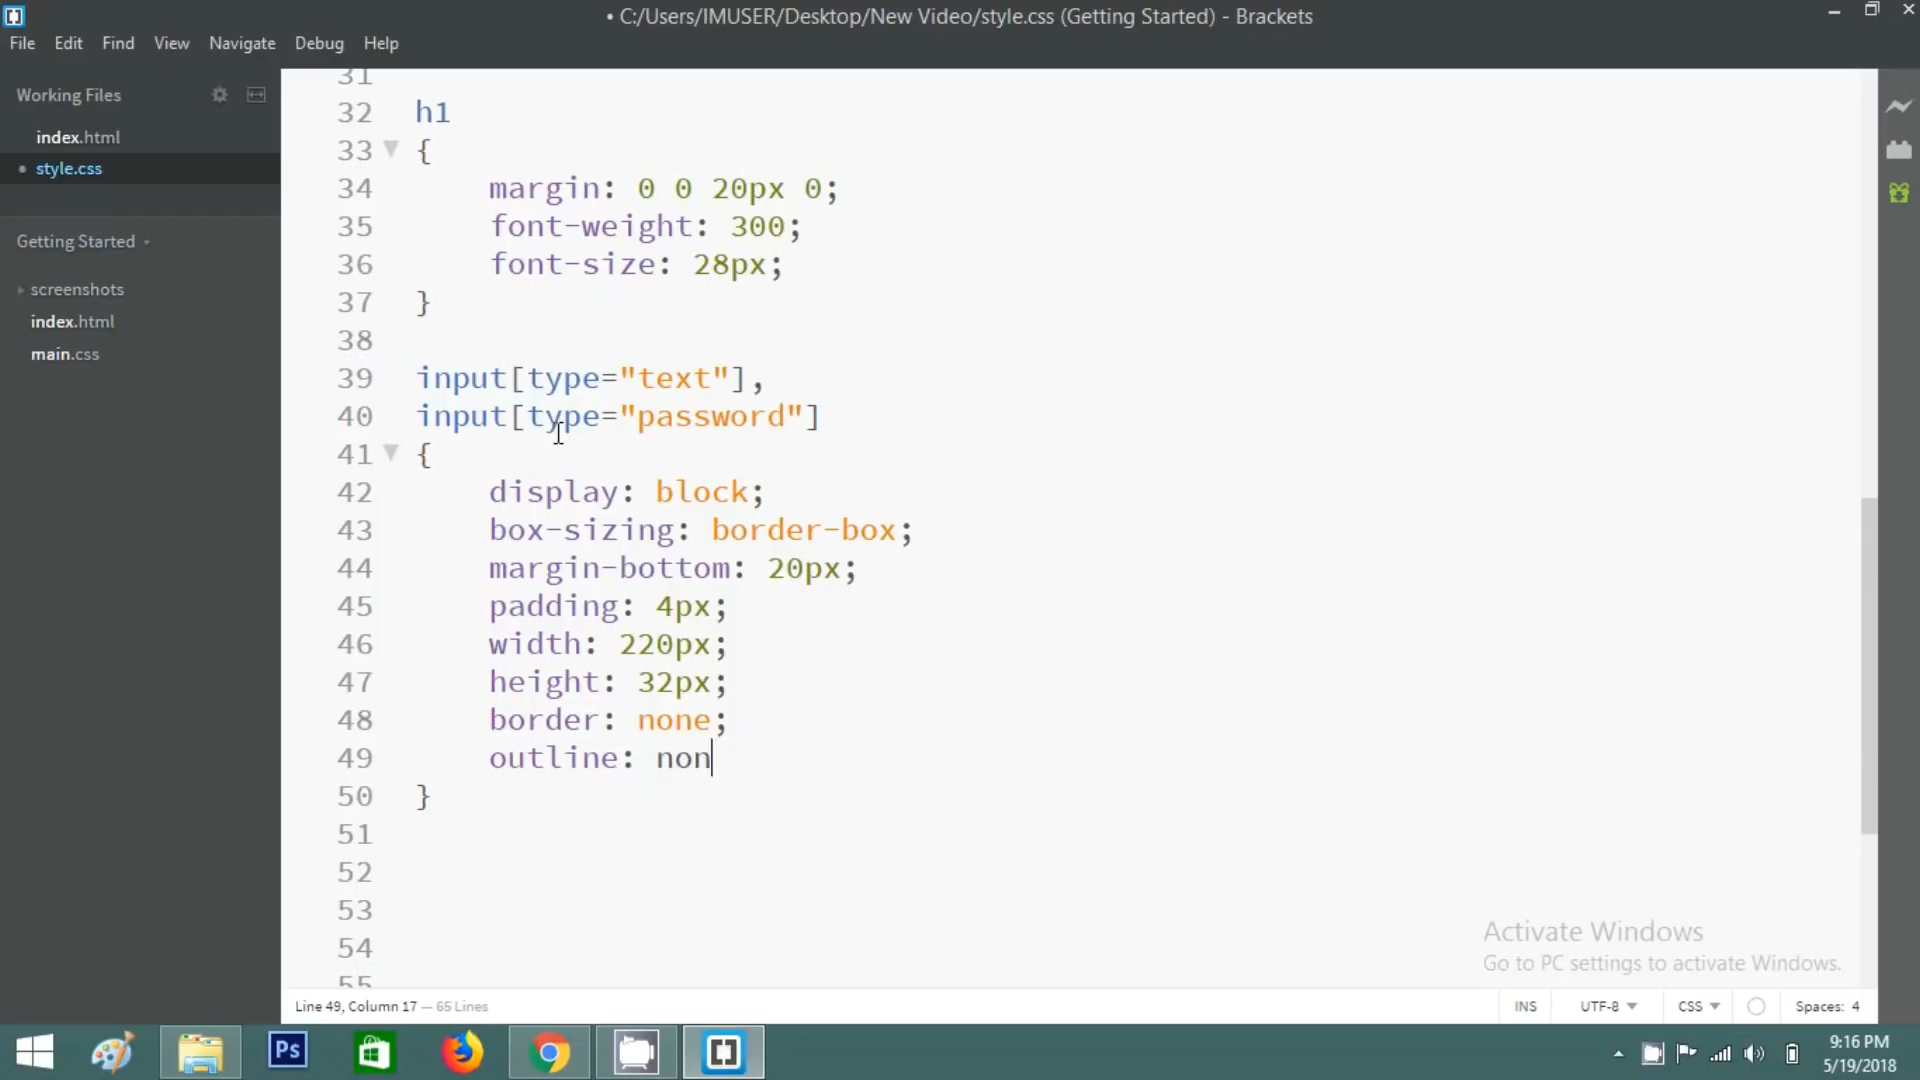 • C:/Users/IMUSER/Desktop/New Video/style.css (Getting Started) - Brackets
File Edit Find View Navigate Debug Help
Working Files
index.html
• style.css
Getting Started
screenshots
index.html
main.css
31
32 h1
33 {
34 margin: 0 0 20px 0;
35 font-weight: 300;
36 font-size: 28px;
37 }
38
39 input[type="text"],
40 input[type="password"]
41 {
42 display: block;
43 box-sizing: border-box;
44 margin-bottom: 20px;
45 padding: 4px;
46 width: 220px;
47 height: 32px;
48 border: none;
49 outline: non
50 }
51
52
53
54
55
Activate Windows
Go to PC settings to activate Windows.
Line 49, Column 17 — 65 Lines
INS UTF-8 CSS Spaces: 4
Ps
9:16 PM
5/19/2018